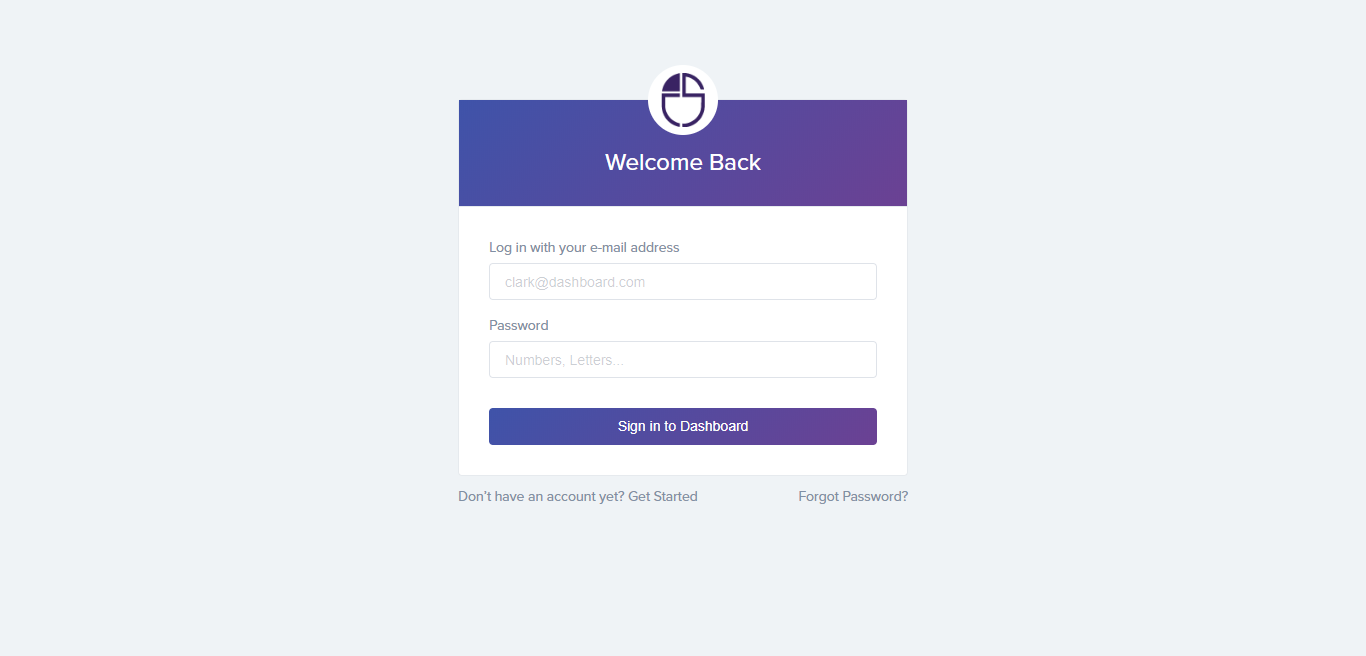 Welcome Back
Log in with your e-mail address
clark@dashboard.com
Password
Numbers, Letters...
Sign in to Dashboard
Don't have an account yet? Get Started
Forgot Password?